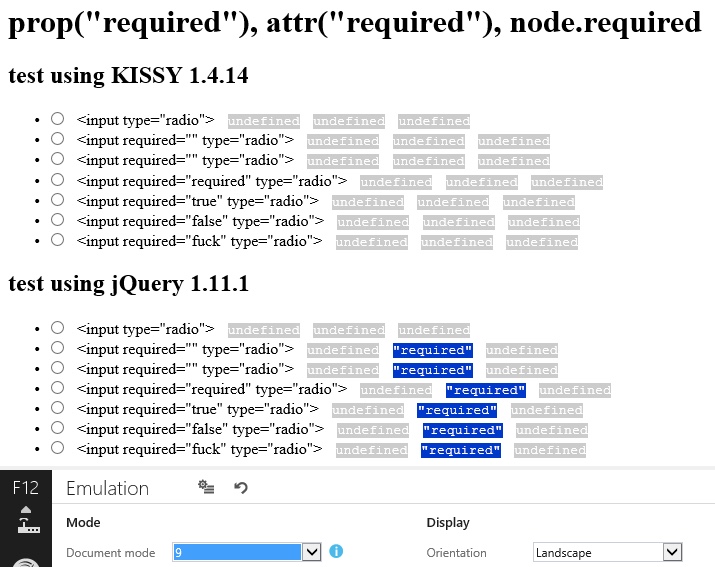 prop("required"), attr("required"), node.required
test using KISSY 1.4.14
• <input type="radio"> undefined undefined undefined
• <input required="" type="radio"> undefined undefined undefined
• <input required="" type="radio"> undefined undefined undefined
• <input required="required" type="radio"> undefined undefined undefined
• <input required="true" type="radio"> undefined undefined undefined
• <input required="false" type="radio"> undefined undefined undefined
• <input required="fuck" type="radio"> undefined undefined undefined
test using jQuery 1.11.1
• <input type="radio"> undefined undefined undefined
• <input required="" type="radio"> undefined "required" undefined
• <input required="" type="radio"> undefined "required" undefined
• <input required="required" type="radio"> undefined "required" undefined
• <input required="true" type="radio"> undefined "required" undefined
• <input required="false" type="radio"> undefined "required" undefined
• <input required="fuck" type="radio"> undefined "required" undefined
F12 Emulation
Mode Display
Document mode 9 Orientation Landscape